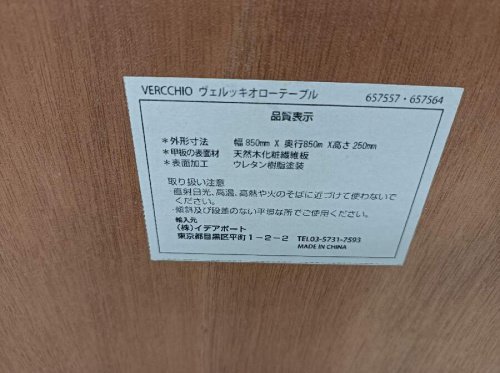 VERCCHIO ヴェルッキオローテーブル 657557・657564
品質表示
＊外形寸法 幅850mm X 奥行850m X高さ250mm
＊甲板の表面材 天然木化粧繊維板
＊表面加工 ウレタン樹脂塗装
取り扱い注意
・直射日光、高温、高熱や火のそばに近づけて使わないで
ください。
・傾斜及び段差のない平坦な所でご使用ください。
輸入元
（株）イデアポート
東京都目黒区平町１－２－２ TEL03-5731-7593
MADE IN CHINA